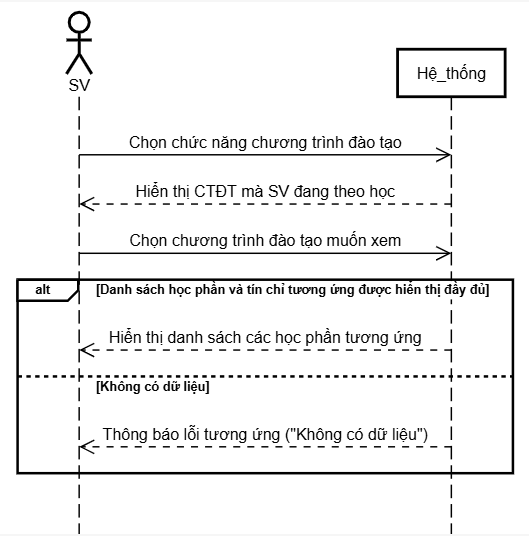 SV
Hệ_thống
Chọn chức năng chương trình đào tạo
Hiển thị CTĐT mà SV đang theo học
Chọn chương trình đào tạo muốn xem
alt
[Danh sách học phần và tín chỉ tương ứng được hiển thị đầy đủ]
Hiển thị danh sách các học phần tương ứng
[Không có dữ liệu]
Thông báo lỗi tương ứng ("Không có dữ liệu")